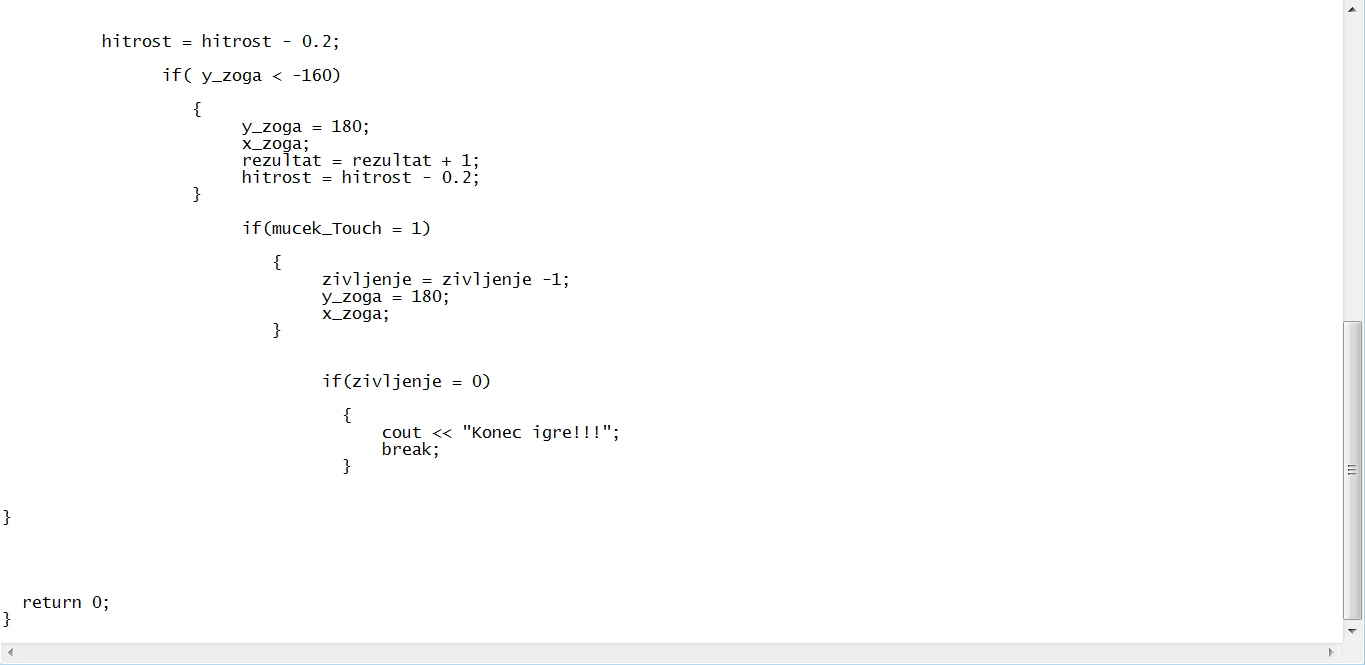 hitrost = hitrost - 0.2;
if( y_zoga < -160)
{
y_zoga = 180;
x_zoga;
rezultat = rezultat + 1;
hitrost = hitrost - 0.2;
}
if(mucek_Touch = 1)
{
zivljenje = zivljenje -1;
y_zoga = 180;
x_zoga;
}
if(zivljenje = 0)
{
cout << "Konec igre!!!";
break;
}
}
return 0;
}